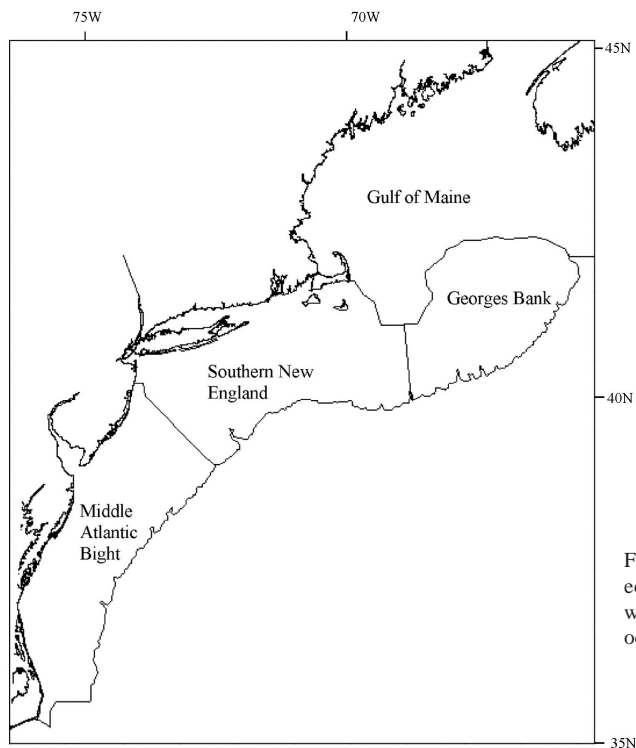 75W
70W
45N
Gulf of Maine
Georges Bank
Southern New
England
40N
Middle
Atlantic
Bight
35N